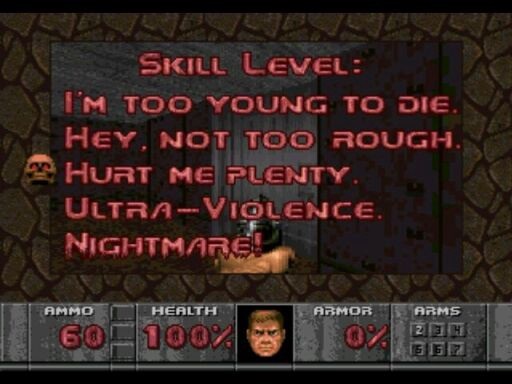 SKILL LEVEL:
I'M TOO YOUNG TO DIE.
HEY, NOT TOO ROUGH.
HURT ME PLENTY.
ULTRA-VIOLENCE.
NIGHTMARE!
AMMO HEALTH ARMOR ARMS
60 100% 0% 2 3 4
5 6 7